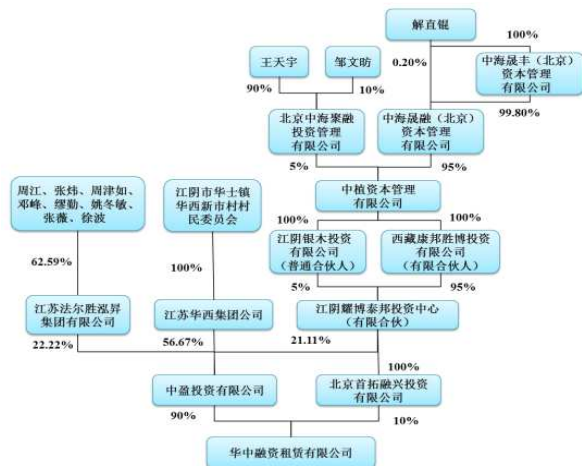 解直锟
100%
王天宇
邹文昉
0.20%
中海晟丰（北京）
资本管理
有限公司
90%
10%
99.80%
北京中海聚融
投资管理
有限公司
中海晟融（北京）
资本管理
有限公司
5%
95%
周江、张炜、周津如、
邓峰、缪勤、姚冬敏、
张薇、徐波
江阴市华士镇
华西新市村村
民委员会
中植资本管理
有限公司
100%
100%
江阴银木投资
有限公司
（普通合伙人）
西藏康邦胜博投资
有限公司
（有限合伙人）
62.59%
100%
5%
95%
江苏法尔胜泓昇
集团有限公司
江苏华西集团公司
江阴耀博泰邦投资中心
（有限合伙）
22.22%
56.67%
21.11%
100%
中盈投资有限公司
北京首拓融兴投资
有限公司
90%
10%
华中融资租赁有限公司